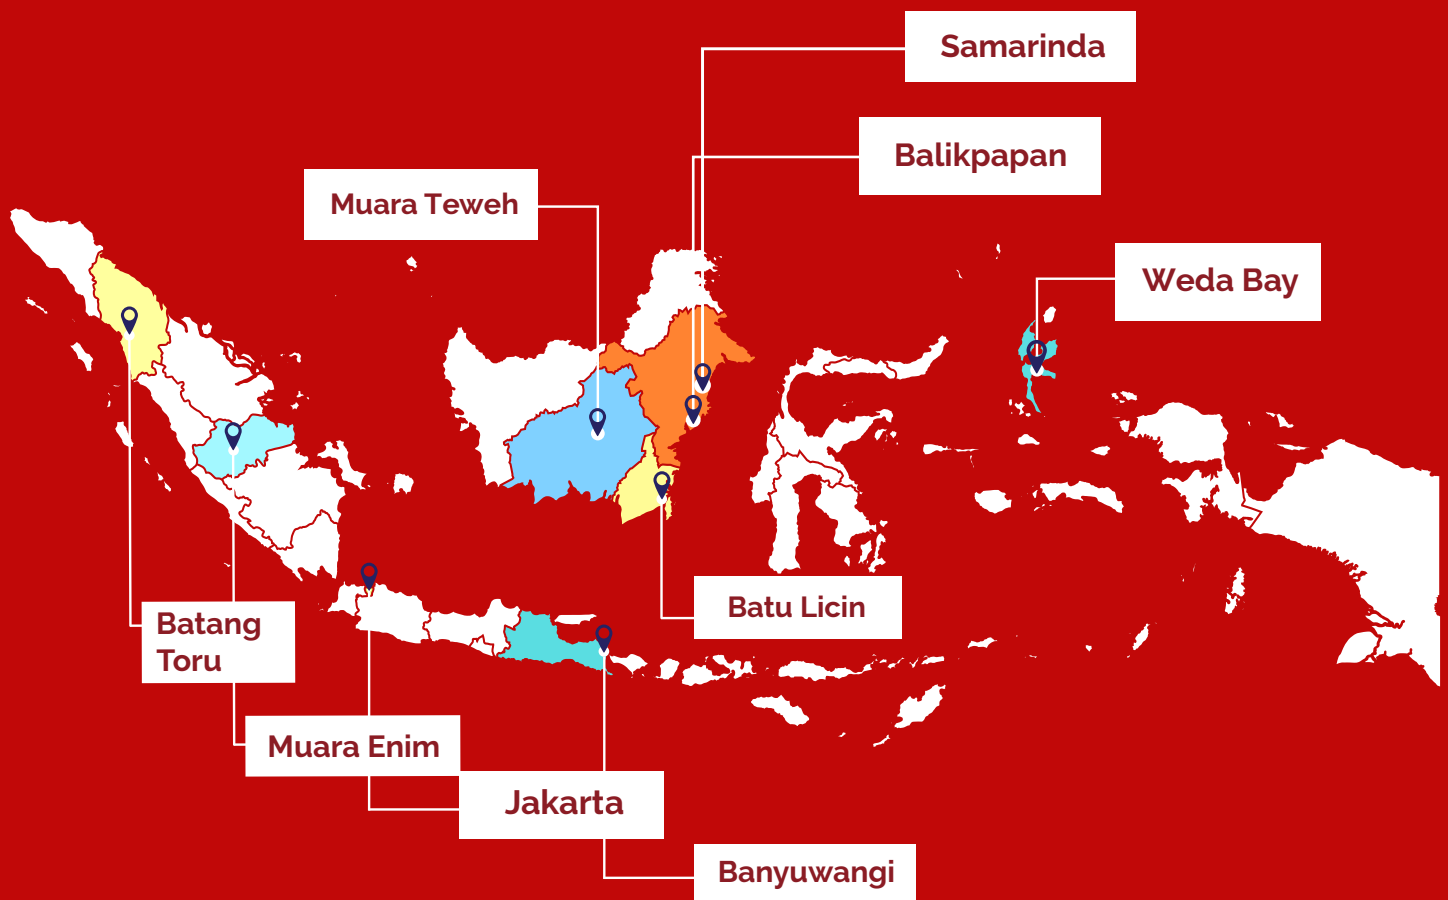 Samarinda
Balikpapan
Muara Teweh
Weda Bay
Batu Licin
Batang
Toru
Muara Enim
Jakarta
Banyuwangi